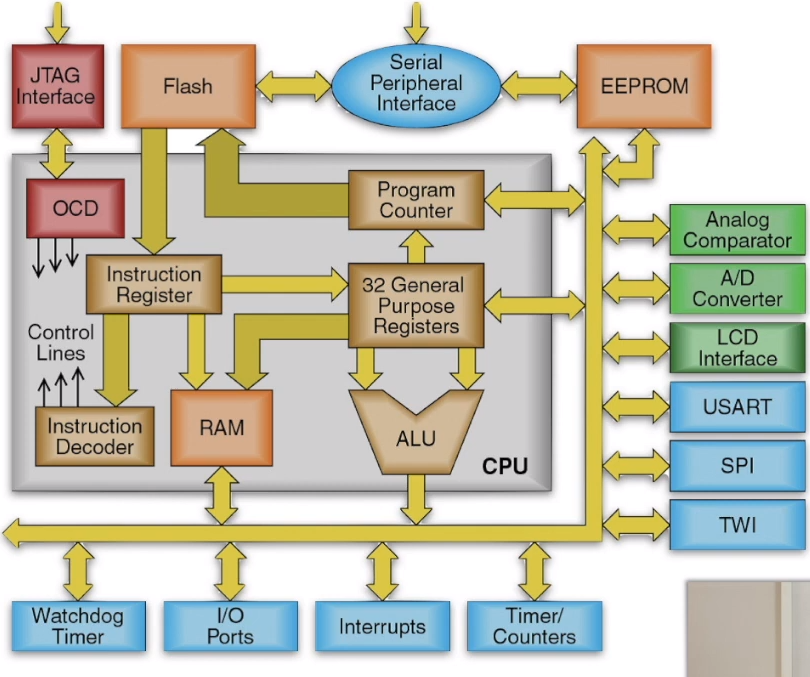 JTAG
Interface
Flash
Serial
Peripheral
Interface
EEPROM
OCD
Program
Counter
Analog
Comparator
Instruction
Register
32 General
Purpose
Registers
A/D
Converter
Control
Lines
LCD
Interface
Instruction
Decoder
RAM
ALU
CPU
USART
SPI
TWI
Watchdog
Timer
I/O
Ports
Interrupts
Timer/
Counters